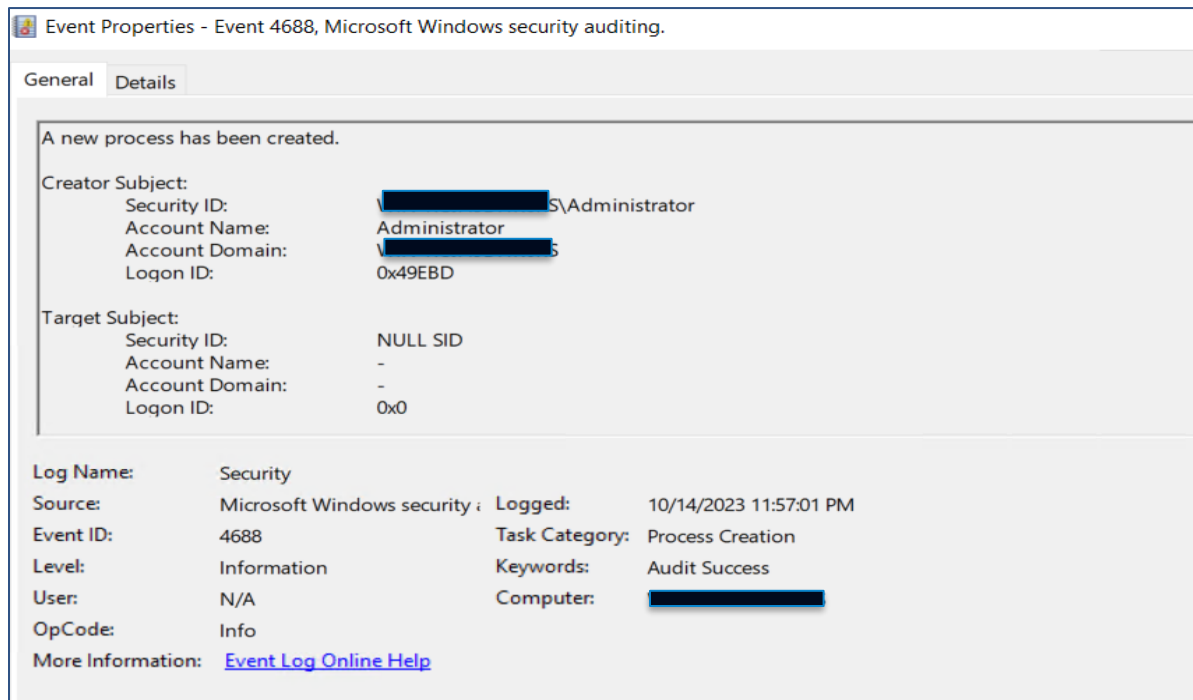 Event Properties - Event 4688, Microsoft Windows security auditing.
General Details
A new process has been created.
Creator Subject:
Security ID: S\Administrator
Account Name: Administrator
Account Domain:
Logon ID: 0x49EBD
Target Subject:
Security ID: NULL SID
Account Name: -
Account Domain: -
Logon ID: 0x0
Log Name: Security
Source: Microsoft Windows security a Logged: 10/14/2023 11:57:01 PM
Event ID: 4688 Task Category: Process Creation
Level: Information Keywords: Audit Success
User: N/A Computer:
OpCode: Info
More Information: Event Log Online Help